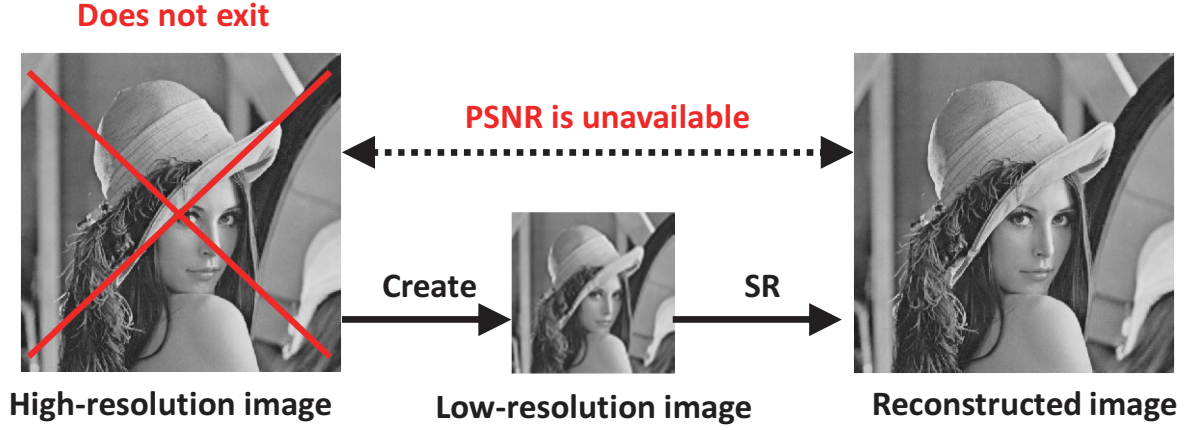 Does not exit
PSNR is unavailable
Create
SR
High-resolution image
Low-resolution image
Reconstructed image